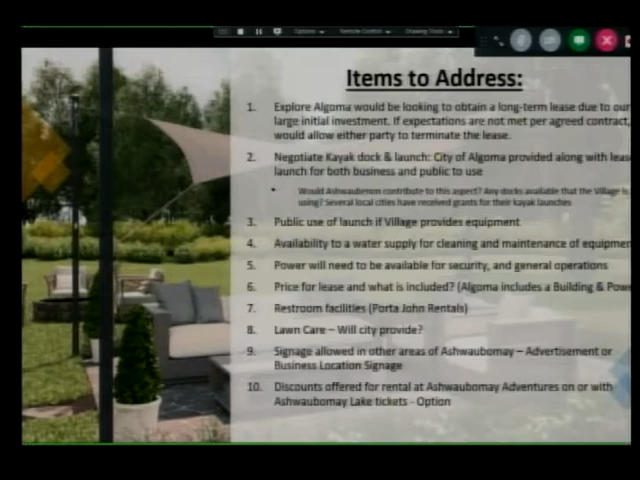 Options
Remote Control
Drawing Tools
Items to Address:
1. Explore Algoma would be looking to obtain a long-term lease due to our
large initial investment. If expectations are not met per agreed contract,
would allow either party to terminate the lease.
2. Negotiate Kayak dock & launch: City of Algoma provided along with leas
launch for both business and public to use
• Would Ashwaubenon contribute to this aspect? Any docks available that the Village is
using? Several local cities have received grants for their kayak launches
3. Public use of launch if Village provides equipment
4. Availability to a water supply for cleaning and maintenance of equipmen
5. Power will need to be available for security, and general operations
6. Price for lease and what is included? (Algoma includes a Building & Powe
7. Restroom facilities (Porta John Rentals)
8. Lawn Care – Will city provide?
9. Signage allowed in other areas of Ashwaubomay – Advertisement or
Business Location Signage
10. Discounts offered for rental at Ashwaubomay Adventures on or with
Ashwaubomay Lake tickets - Option